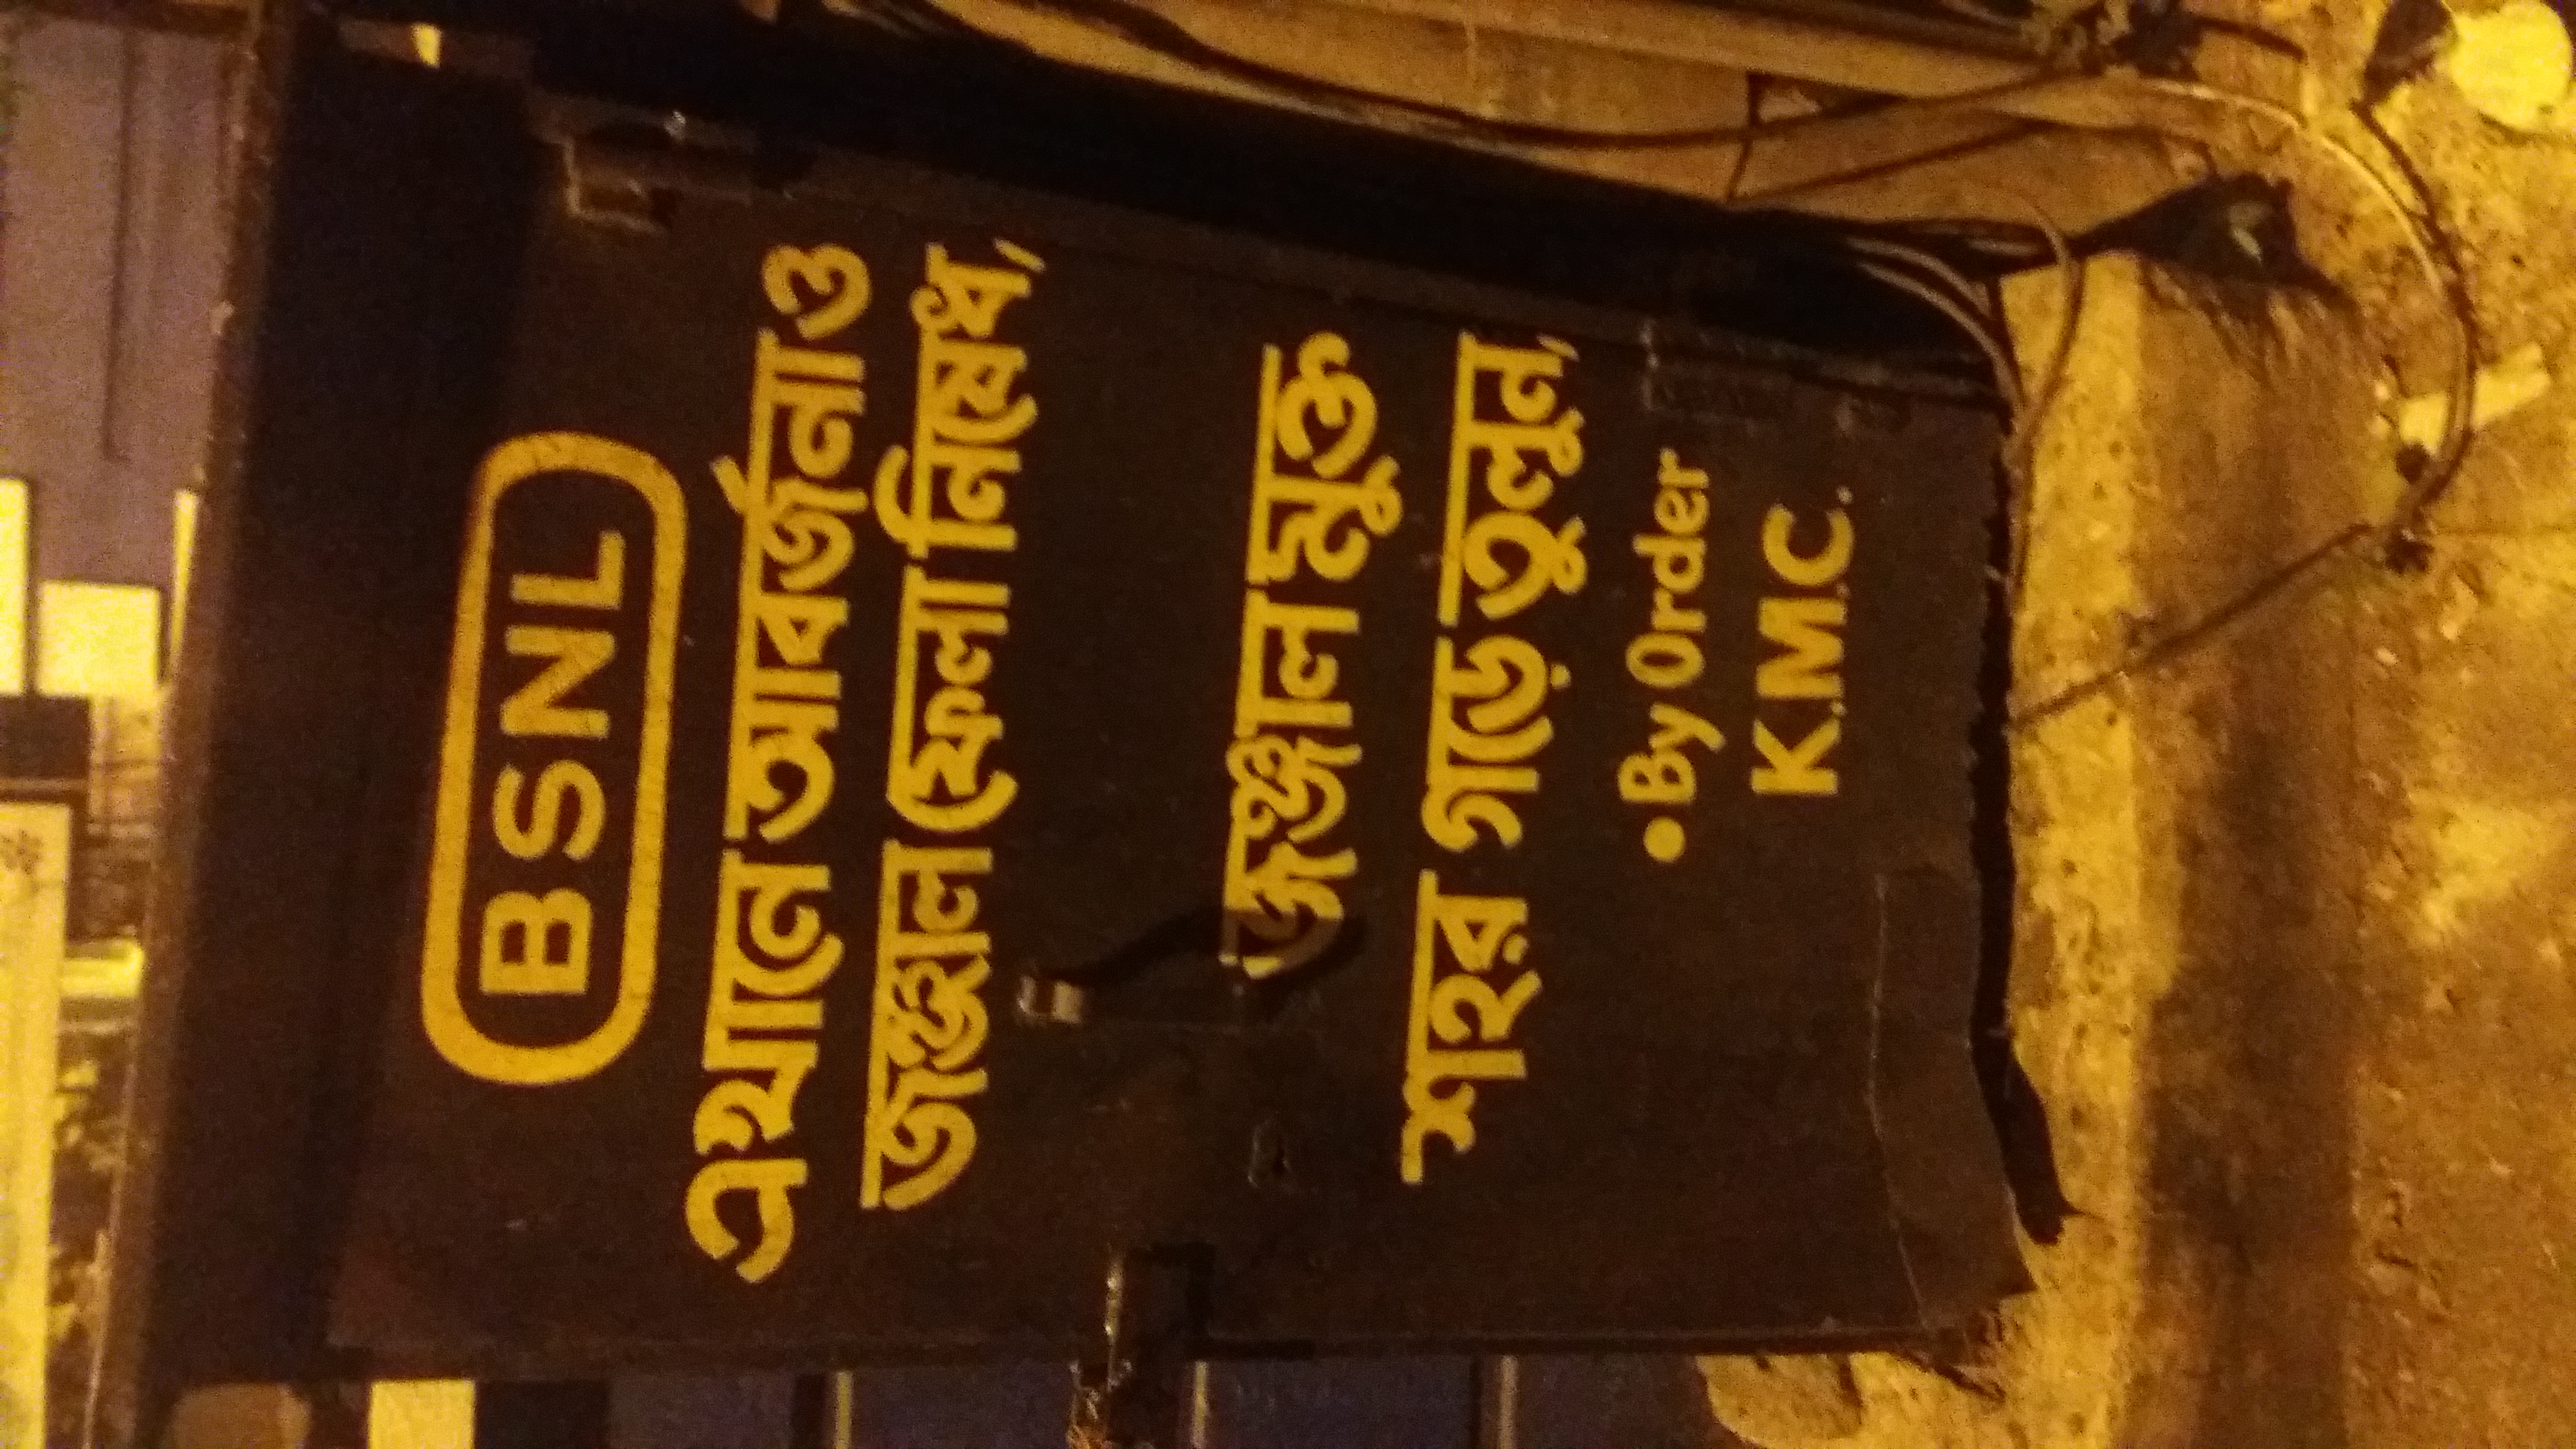 BSNL
এখানে আবর্জনা ও
জঞ্জাল ফেলা নিষেধ,
জঞ্জাল মুক্ত
শহর গড়ে তুলুন,
• By Order
K.M.C.